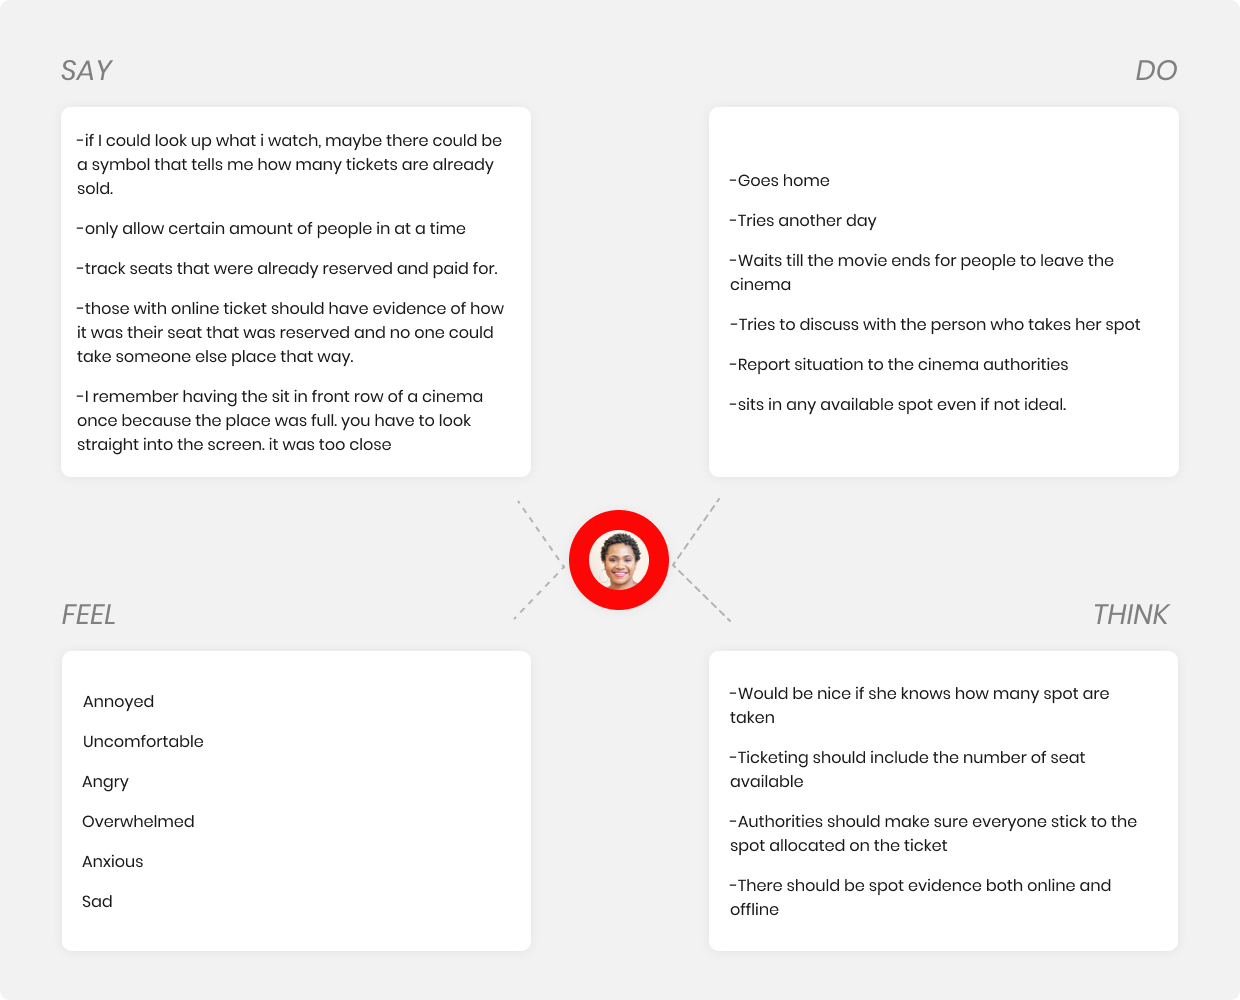 SAY
-if I could look up what i watch, maybe there could be
a symbol that tells me how many tickets are already
sold.
-only allow certain amount of people in at a time
-track seats that were already reserved and paid for.
-those with online ticket should have evidence of how
it was their seat that was reserved and no one could
take someone else place that way.
-I remember having the sit in front row of a cinema
once because the place was full. you have to look
straight into the screen. it was too close
DO
-Goes home
-Tries another day
-Waits till the movie ends for people to leave the
cinema
-Tries to discuss with the person who takes her spot
-Report situation to the cinema authorities
-sits in any available spot even if not ideal.
FEEL
Annoyed
Uncomfortable
Angry
Overwhelmed
Anxious
Sad
THINK
-Would be nice if she knows how many spot are
taken
-Ticketing should include the number of seat
available
-Authorities should make sure everyone stick to the
spot allocated on the ticket
-There should be spot evidence both online and
offline